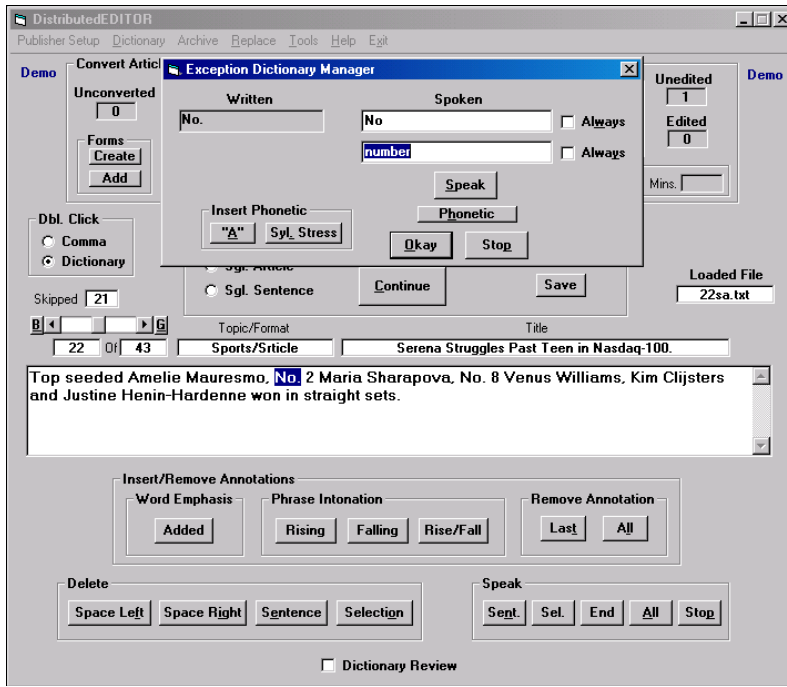 DistributedEDITOR
Publisher Setup Dictionary Archive Replace Tools Help Exit
Demo
Convert Articl
Unconverted
0
Forms
Create
Add
Exception Dictionary Manager
Written
Spoken
No.
No
Always
number
Always
Speak
Insert Phonetic
"A" Syl. Stress
Phonetic
Okay Stop
Unedited
1
Edited
0
Mins.
Demo
Dbl. Click
Comma
Dictionary
Sgl. Article
Sgl. Sentence
Continue
Save
Loaded File
22sa.txt
Skipped 21
B G
22 Of 43
Topic/Format
Sports/Srticle
Title
Serena Struggles Past Teen in Nasdaq-100.
Top seeded Amelie Mauresmo, No. 2 Maria Sharapova, No. 8 Venus Williams, Kim Clijsters
and Justine Henin-Hardenne won in straight sets.
Insert/Remove Annotations
Word Emphasis
Added
Phrase Intonation
Rising Falling Rise/Fall
Remove Annotation
Last All
Delete
Space Left Space Right Sentence Selection
Speak
Sent. Sel. End All Stop
Dictionary Review